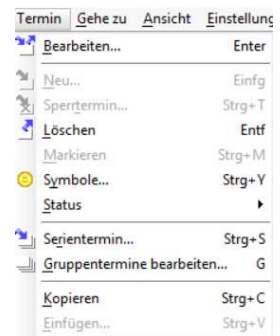 Termin Gehe zu Ansicht Einstellung
Bearbeiten... Enter
Neu... Einfg
Sperrtermin... Strg+T
Löschen Entf
Markieren Strg+M
Symbole... Strg+Y
Status
Serientermin... Strg+S
Gruppentermine bearbeiten... G
Kopieren Strg+C
Einfügen... Strg+V